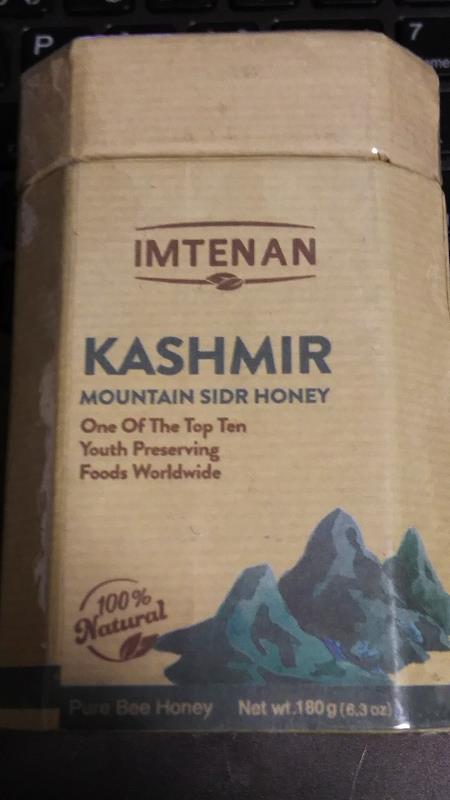 P
7
IMTENAN
KASHMIR
MOUNTAIN SIDR HONEY
One Of The Top Ten
Youth Preserving
Foods Worldwide
100%
Natural
Pure Bee Honey Net wt.180g (6.3 oz)